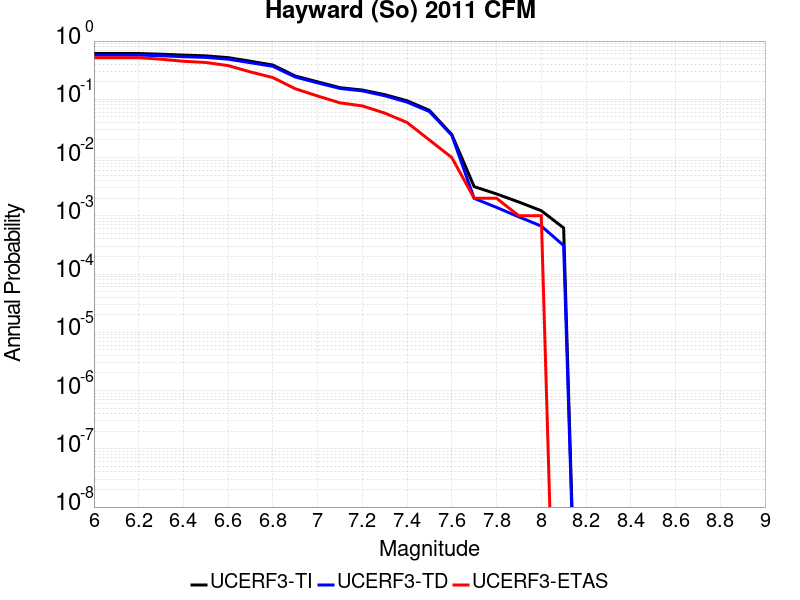 Hayward (So) 2011 CFM
10^0
10^-1
10^-2
10^-3
10^-4
10^-5
10^-6
10^-7
10^-8
Annual Probability
6 6.2 6.4 6.6 6.8 7 7.2 7.4 7.6 7.8 8 8.2 8.4 8.6 8.8 9
Magnitude
UCERF3-TI UCERF3-TD UCERF3-ETAS